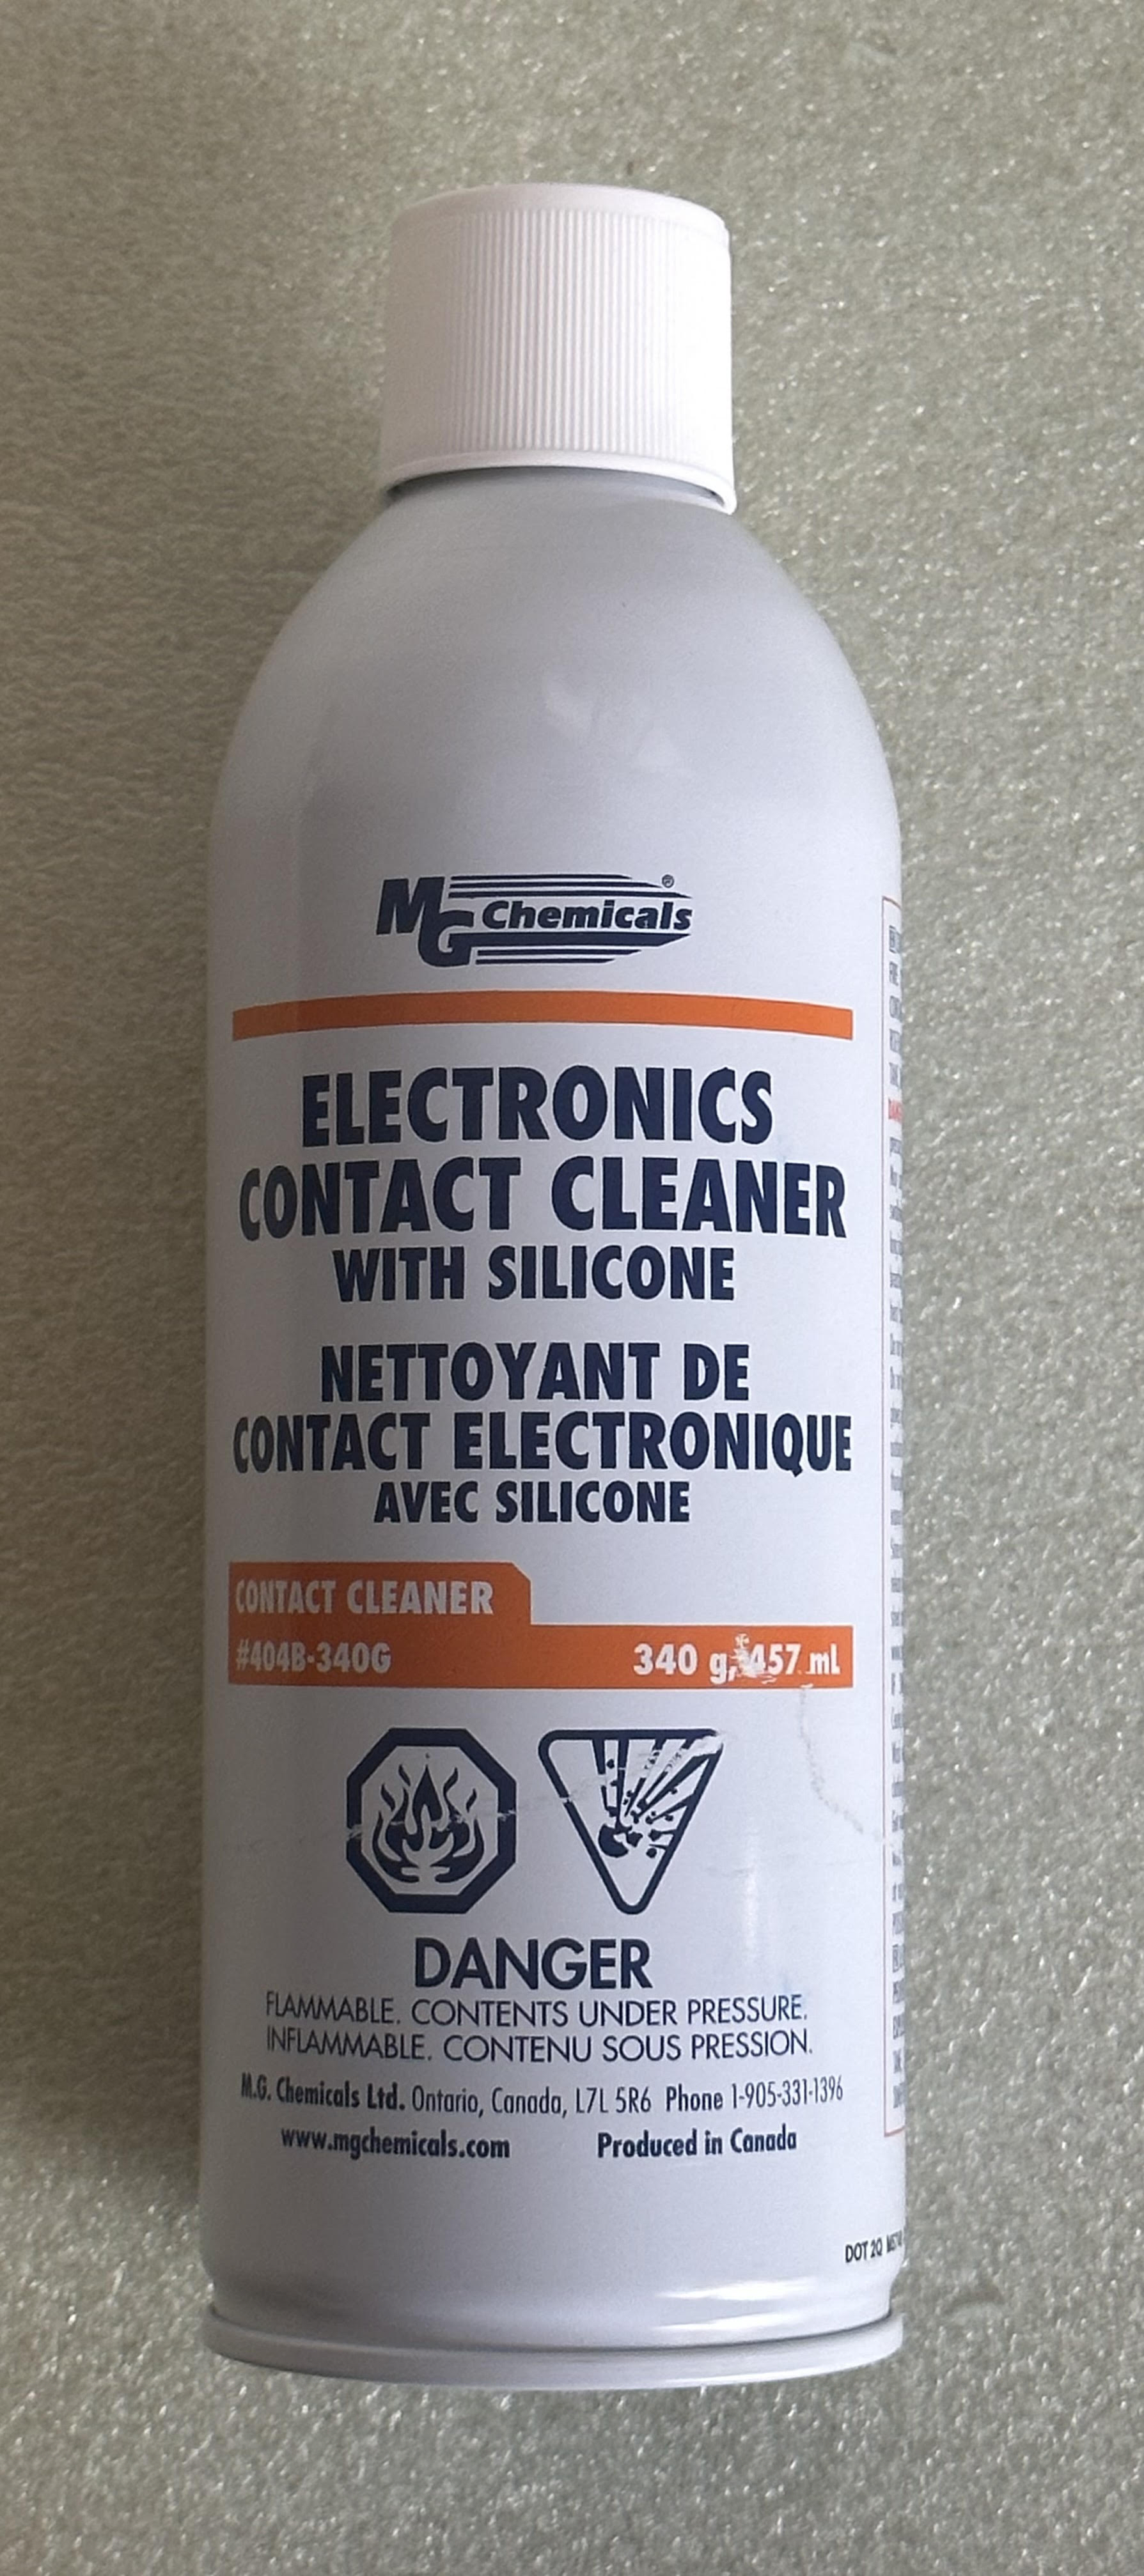 MG Chemicals®
ELECTRONICS
CONTACT CLEANER
WITH SILICONE
NETTOYANT DE
CONTACT ELECTRONIQUE
AVEC SILICONE
CONTACT CLEANER
#404B-340G 340 g, 457 mL
DANGER
FLAMMABLE. CONTENTS UNDER PRESSURE.
INFLAMMABLE. CONTENU SOUS PRESSION.
M.G. Chemicals Ltd. Ontario, Canada, L7L 5R6 Phone 1-905-331-1396
www.mgchemicals.com Produced in Canada
DOT 2Q